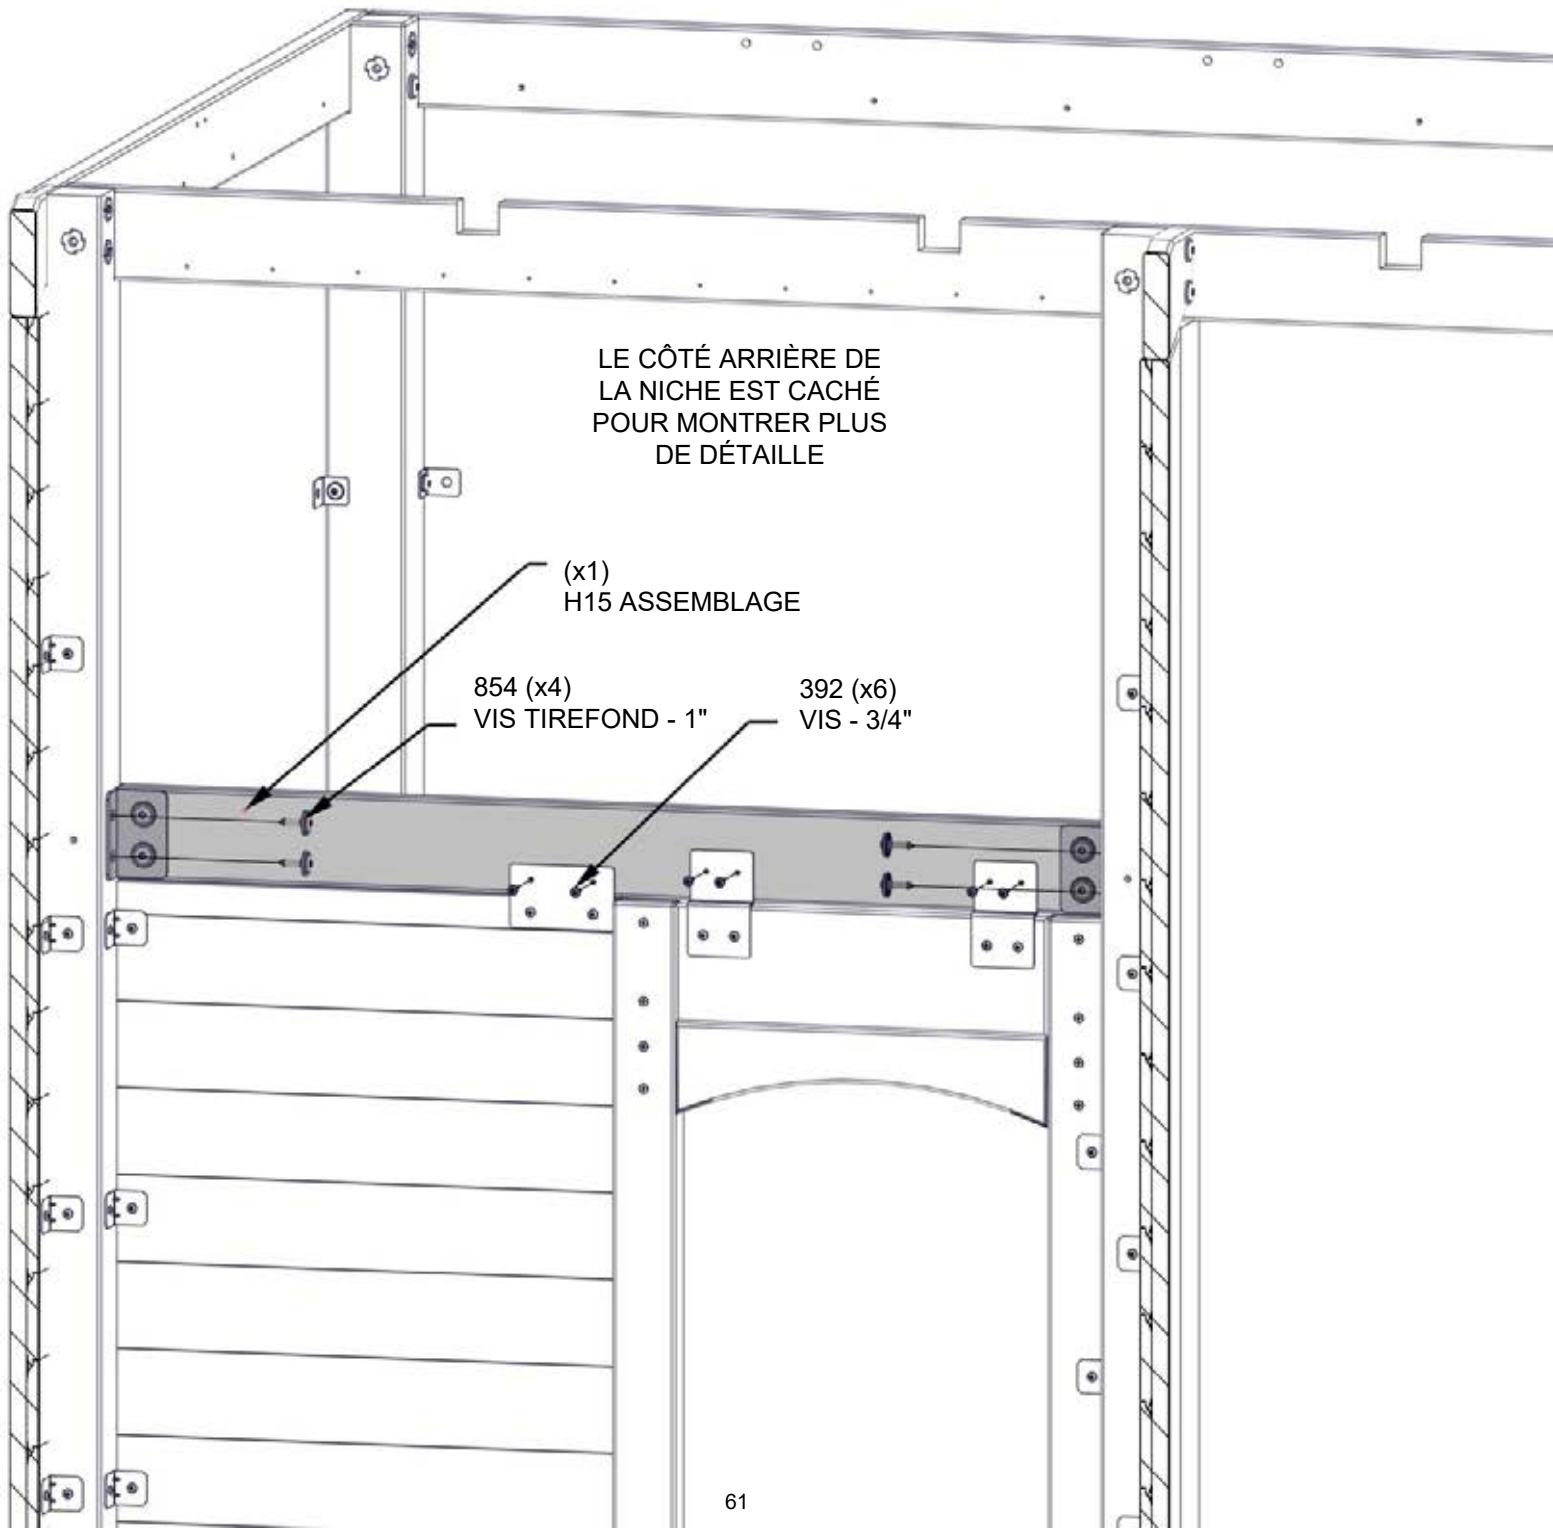 LE CÔTÉ ARRIÈRE DE
LA NICHE EST CACHÉ
POUR MONTRER PLUS
DE DÉTAILLE
(x1)
H15 ASSEMBLAGE
854 (x4)
VIS TIREFOND - 1"
392 (x6)
VIS - 3/4"
61